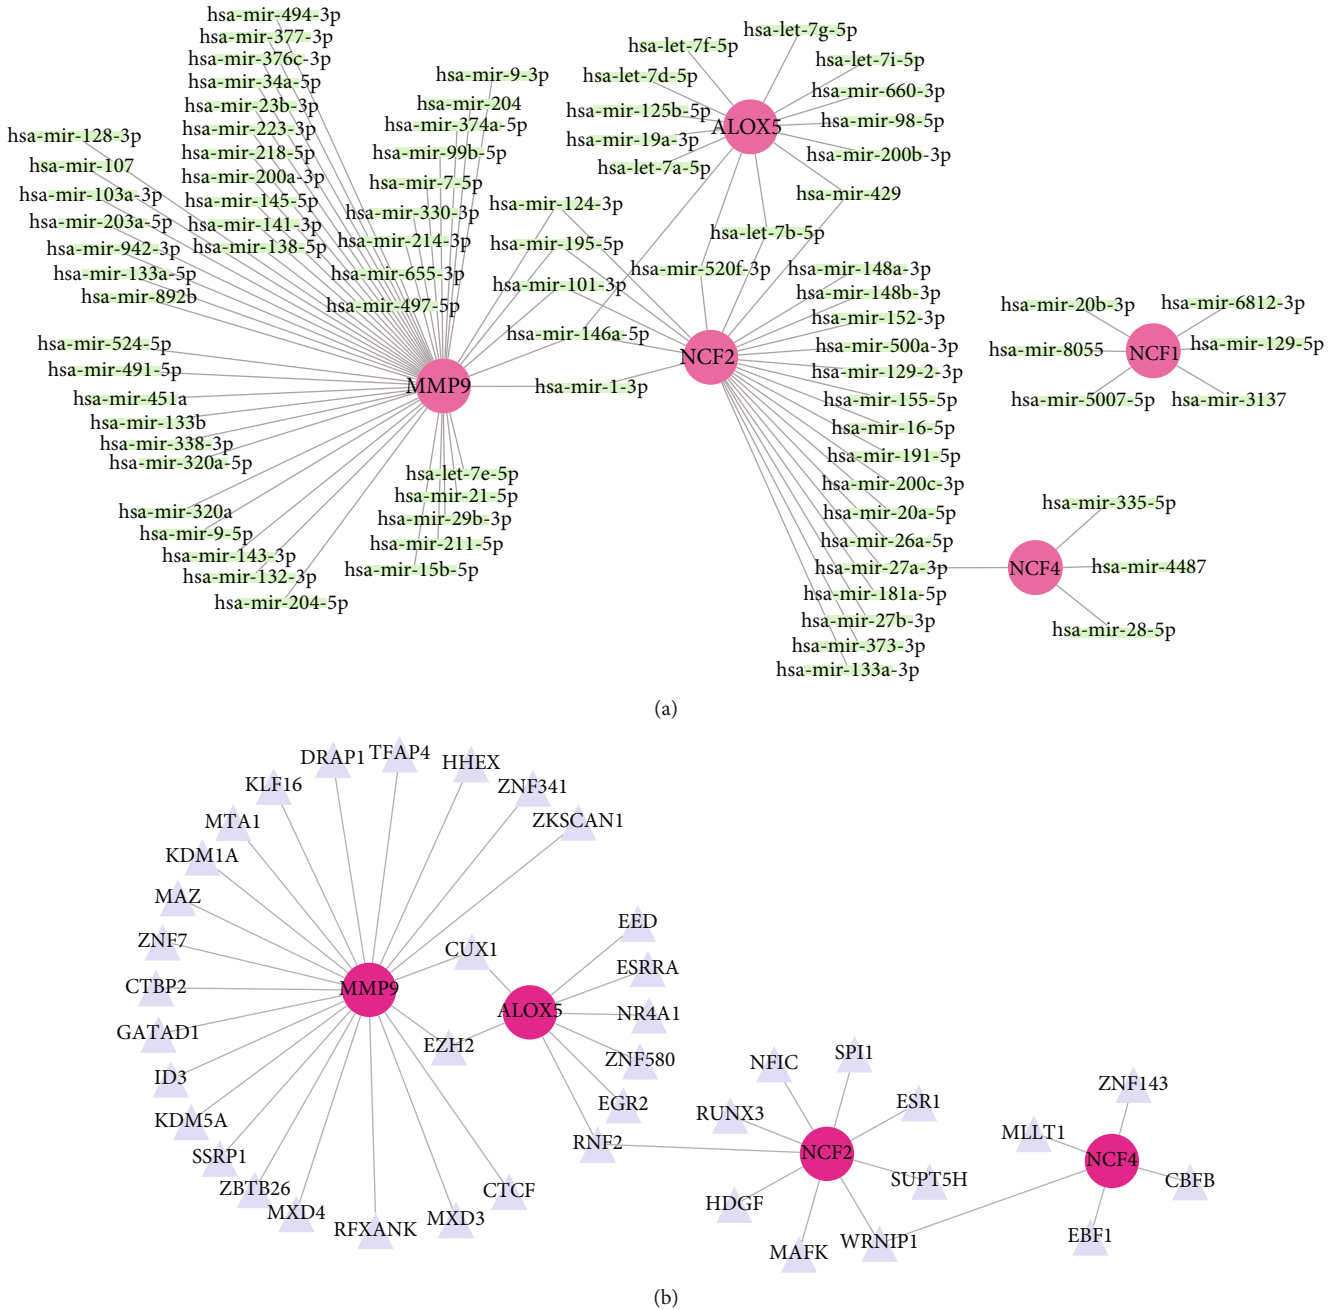 hsa-mir-494-3p
hsa-mir-377-3p
hsa-mir-376c-3p
hsa-mir-34a-5p
hsa-mir-23b-3p
hsa-mir-223-3p
hsa-mir-218-5p
hsa-mir-200a-3p
hsa-mir-145-5p
hsa-mir-141-3p
hsa-mir-138-5p
hsa-mir-128-3p
hsa-mir-107
hsa-mir-103a-3p
hsa-mir-203a-5p
hsa-mir-942-3p
hsa-mir-133a-5p
hsa-mir-892b
hsa-mir-524-5p
hsa-mir-491-5p
hsa-mir-451a
hsa-mir-133b
hsa-mir-338-3p
hsa-mir-320a-5p
hsa-mir-320a
hsa-mir-9-5p
hsa-mir-143-3p
hsa-mir-132-3p
hsa-mir-204-5p
hsa-mir-9-3p
hsa-mir-204
hsa-mir-374a-5p
hsa-mir-99b-5p
hsa-mir-7-5p
hsa-mir-330-3p
hsa-mir-214-3p
hsa-mir-655-3p
hsa-mir-497-5p
MMP9
hsa-let-7e-5p
hsa-mir-21-5p
hsa-mir-29b-3p
hsa-mir-211-5p
hsa-mir-15b-5p
hsa-mir-124-3p
hsa-mir-195-5p
hsa-mir-101-3p
hsa-mir-146a-5p
hsa-mir-1-3p
hsa-let-7g-5p
hsa-let-7f-5p
hsa-let-7i-5p
hsa-let-7d-5p
hsa-mir-660-3p
hsa-mir-125b-5p
hsa-mir-98-5p
ALOX5
hsa-mir-19a-3p
hsa-mir-200b-3p
hsa-let-7a-5p
hsa-mir-429
hsa-let-7b-5p
hsa-mir-520f-3p
NCF2
hsa-mir-148a-3p
hsa-mir-148b-3p
hsa-mir-152-3p
hsa-mir-500a-3p
hsa-mir-129-2-3p
hsa-mir-155-5p
hsa-mir-16-5p
hsa-mir-191-5p
hsa-mir-200c-3p
hsa-mir-20a-5p
hsa-mir-26a-5p
hsa-mir-27a-3p
hsa-mir-181a-5p
hsa-mir-27b-3p
hsa-mir-373-3p
hsa-mir-133a-3p
hsa-mir-20b-3p
hsa-mir-6812-3p
hsa-mir-8055
NCF1
hsa-mir-129-5p
hsa-mir-5007-5p
hsa-mir-3137
hsa-mir-335-5p
NCF4
hsa-mir-4487
hsa-mir-28-5p
(a)
DRAP1
TFAP4
HHEX
KLF16
ZNF341
MTA1
ZKSCAN1
KDM1A
MAZ
ZNF7
CTBP2
GATAD1
ID3
KDM5A
SSRP1
ZBTB26
MXD4
RFXANK
MXD3
CTCF
MMP9
CUX1
EZH2
ALOX5
EED
ESRRA
NR4A1
ZNF580
EGR2
RNF2
NFIC
SPI1
RUNX3
ESR1
NCF2
HDGF
SUPT5H
MAFK
WRNIP1
ZNF143
MLLT1
NCF4
CBFB
EBF1
(b)